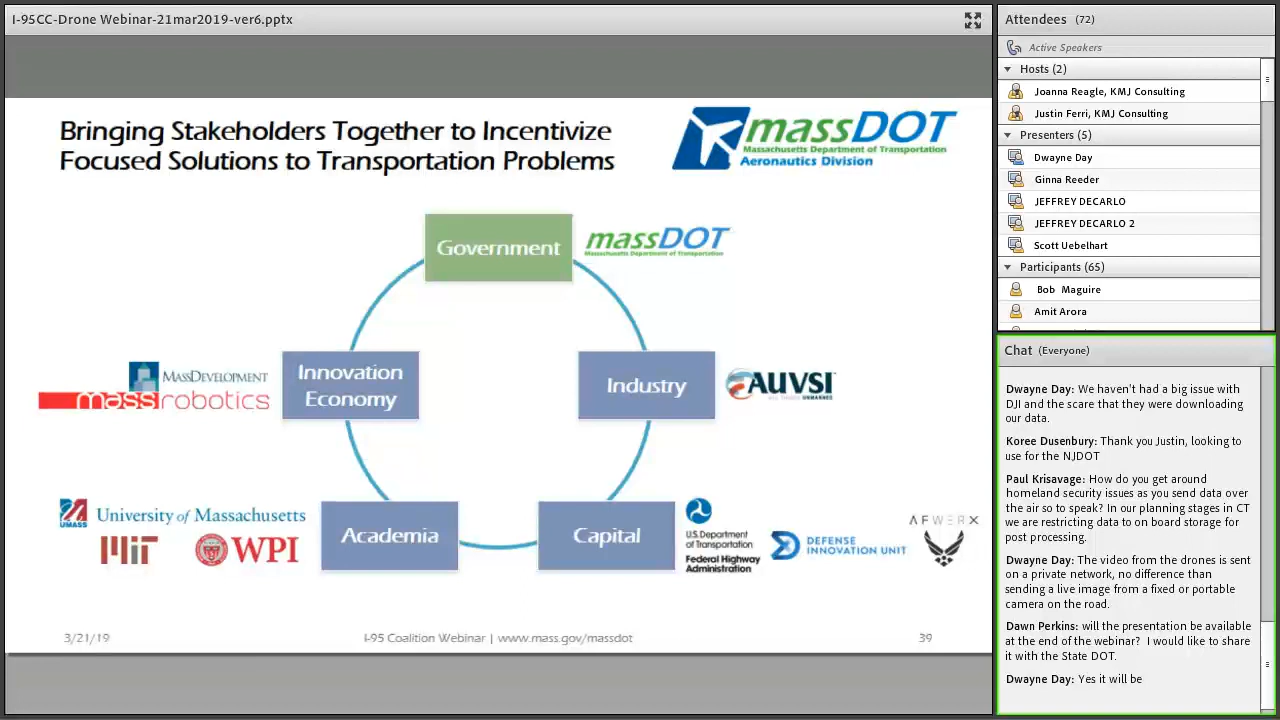 I-95CC-Drone Webinar-21mar2019-ver6.pptx
Bringing Stakeholders Together to Incentivize
Focused Solutions to Transportation Problems
massDOT
Massachusetts Department of Transportation
Aeronautics Division
Government
massDOT
Massachusetts Department of Transportation
Innovation
Economy
MASSDEVELOPMENT
massrobotics
Industry
AUVSI
Academia
UMASS
University of Massachusetts
MIT
WPI
Capital
U.S.Department
of Transportation
Federal Highway
Administration
DEFENSE
INNOVATION UNIT
AFWERX
3/21/19
I-95 Coalition Webinar | www.mass.gov/massdot
39
Attendees (72)
Active Speakers
Hosts (2)
Joanna Reagle, KMJ Consulting
Justin Ferri, KMJ Consulting
Presenters (5)
Dwayne Day
Ginna Reeder
JEFFREY DECARLO
JEFFREY DECARLO 2
Scott Uebelhart
Participants (65)
Bob Maguire
Amit Arora
Chat (Everyone)
Dwayne Day: We haven't had a big issue with
DJI and the scare that they were downloading
our data.
Koree Dusenbury: Thank you Justin, looking to
use for the NJDOT
Paul Krisavage: How do you get around
homeland security issues as you send data over
the air so to speak? In our planning stages in CT
we are restricting data to on board storage for
post processing.
Dwayne Day: The video from the drones is sent
on a private network, no difference than
sending a live image from a fixed or portable
camera on the road.
Dawn Perkins: will the presentation be available
at the end of the webinar? I would like to share
it with the State DOT.
Dwayne Day: Yes it will be